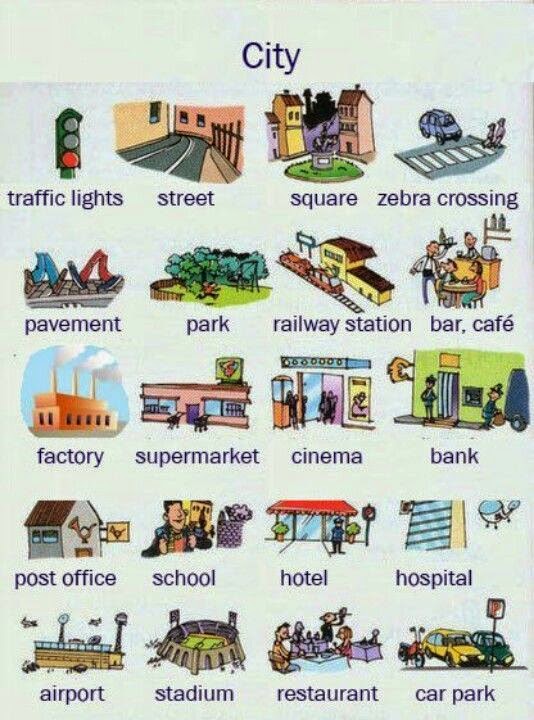 City
traffic lights street square zebra crossing
pavement park railway station bar, café
factory supermarket cinema bank
post office school hotel hospital
P
airport stadium restaurant car park